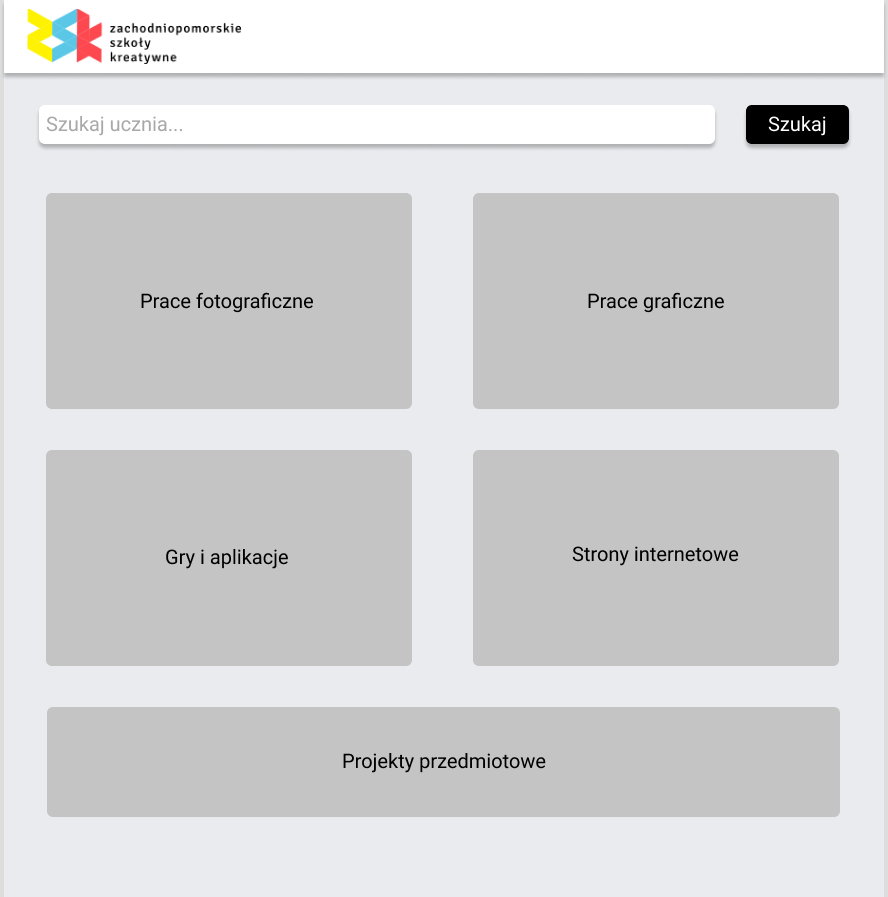 zachodniopomorskie
szkoły
kreatywne
Szukaj ucznia...
Szukaj
Prace fotograficzne
Prace graficzne
Gry i aplikacje
Strony internetowe
Projekty przedmiotowe